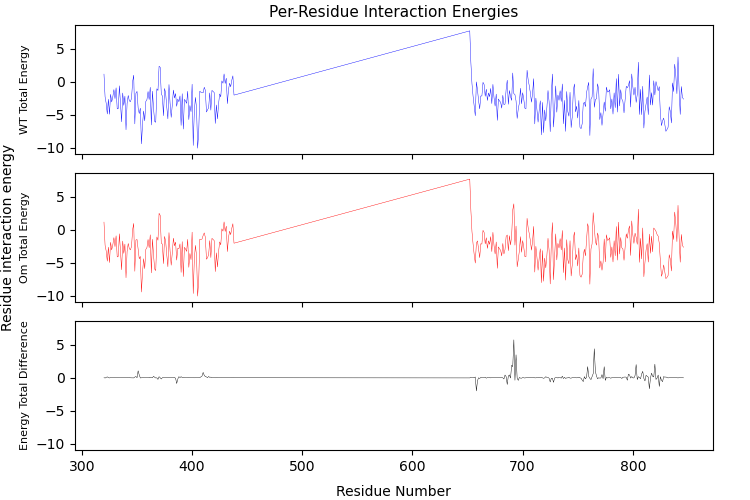 Per-Residue Interaction Energies
Residue interaction energy
WT Total Energy
5
0
−5
−10
Om Total Energy
5
0
−5
−10
Energy Total Difference
5
0
−5
−10
300 400 500 600 700 800
Residue Number